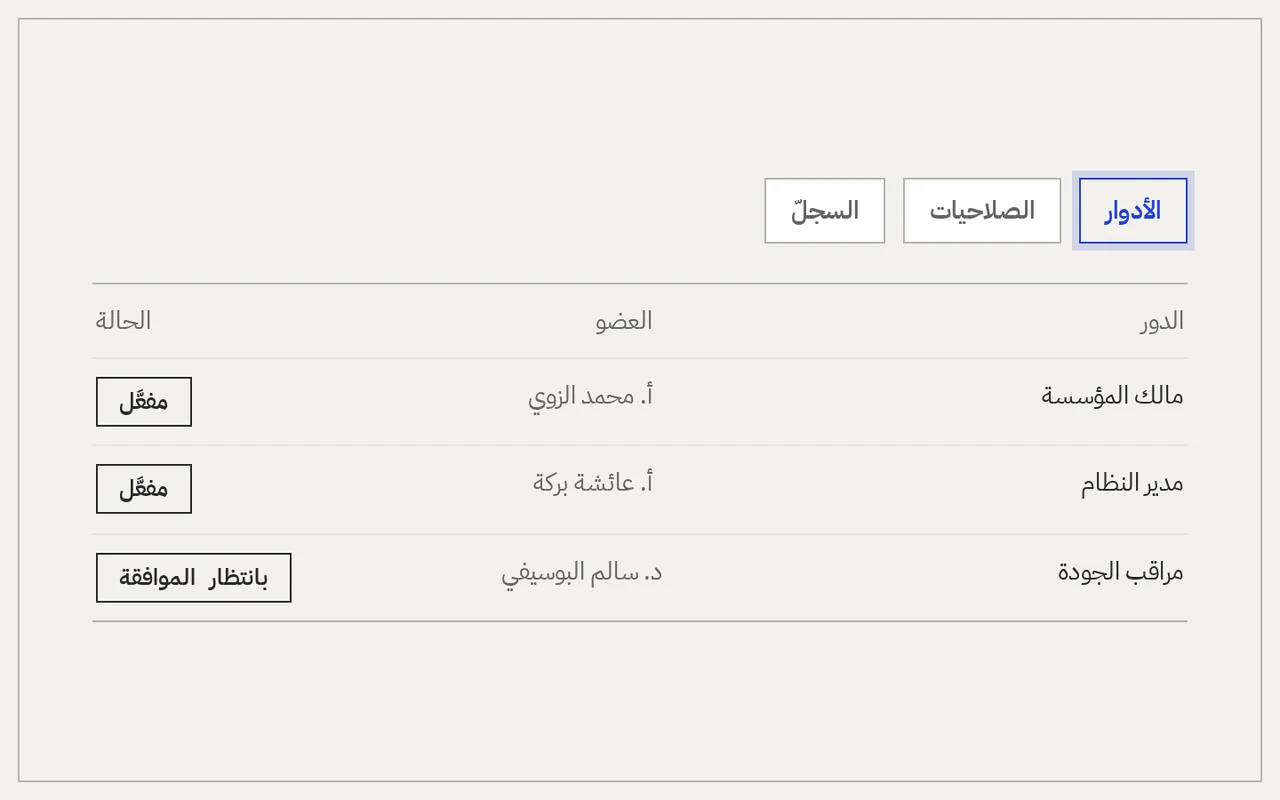 الأدوار الصلاحيات السجلّ
الدور العضو الحالة
مالك المؤسسة أ. محمد الزوي مفعَّل
مدير النظام أ. عائشة بركة مفعَّل
مراقب الجودة د. سالم البوسيفي بانتظار الموافقة